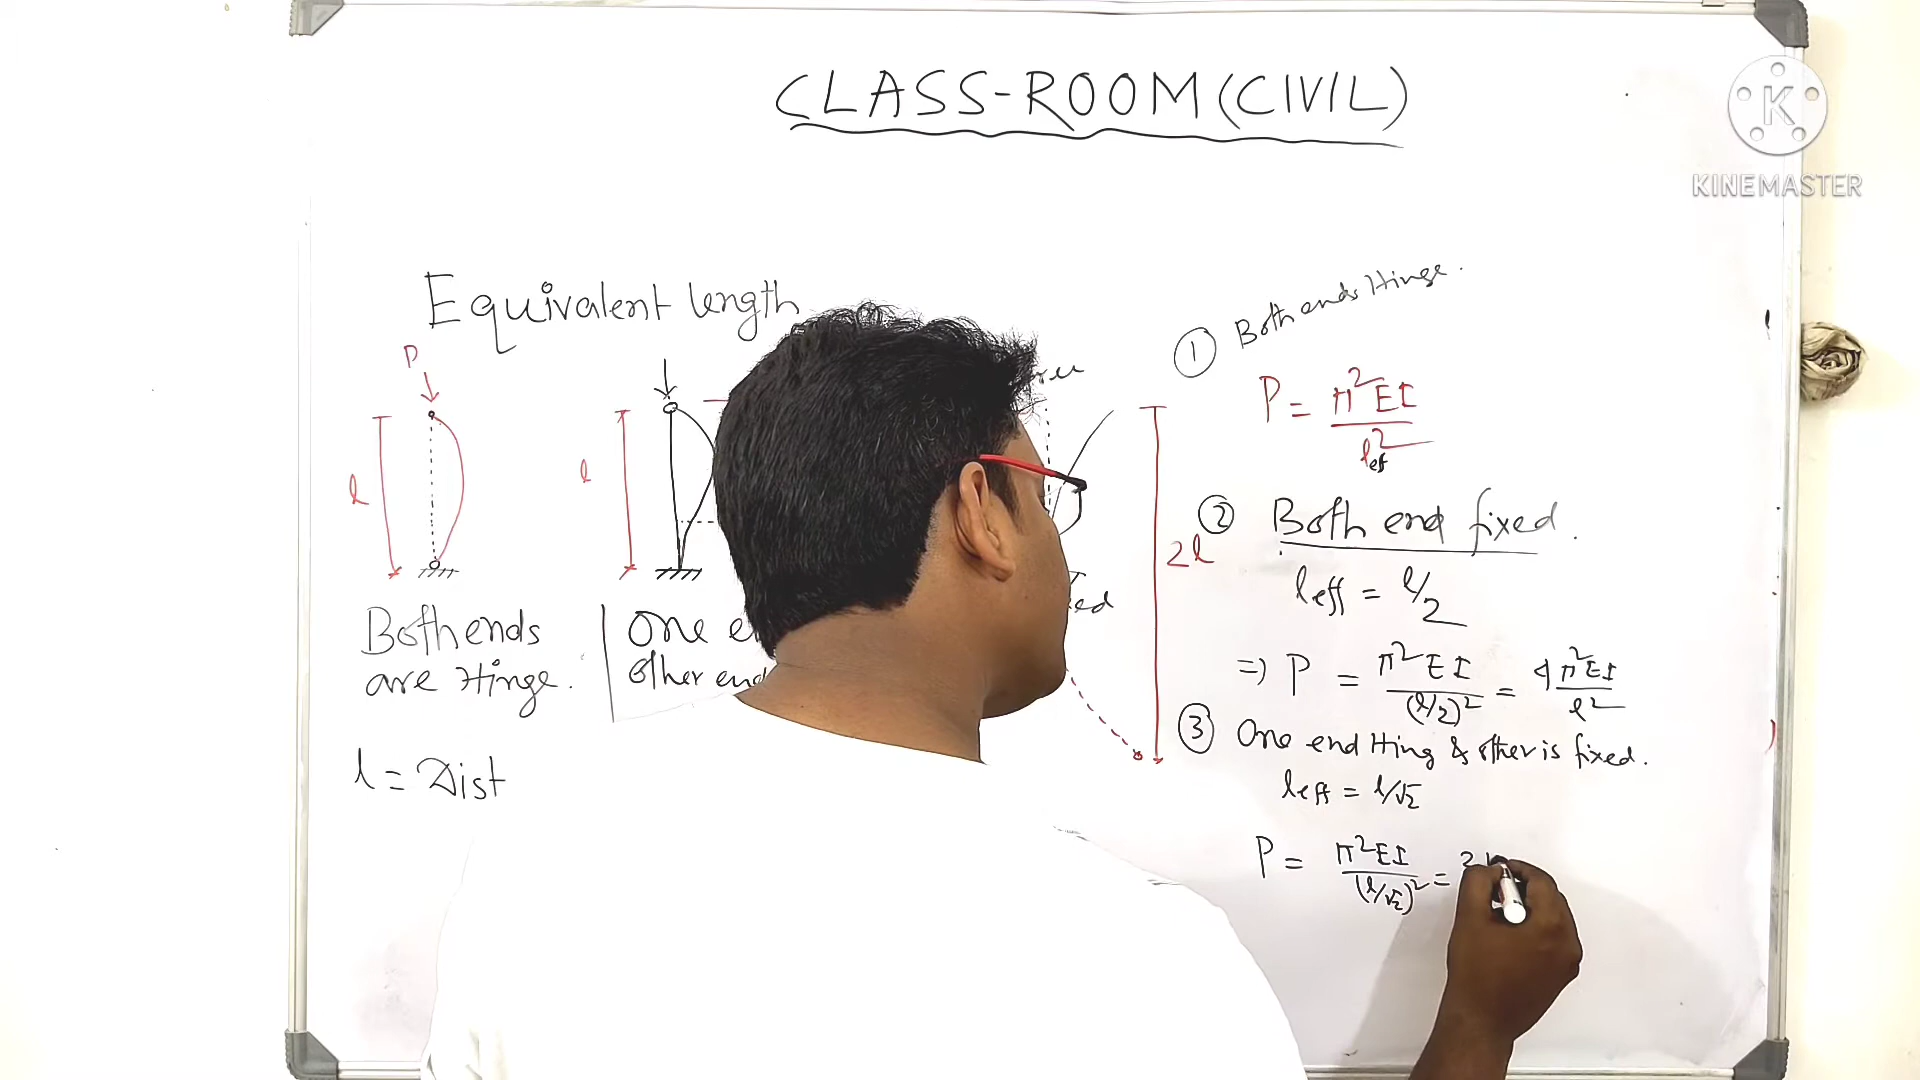 CLASS-ROOM (CIVIL)
KINEMASTER
Equivalent length
P
l
Both ends
are Hinge.
l
One e
other end
l = Dist
2l
① Both ends Hinge.
P = π²EI / leff²
② Both end fixed.
leff = l/2
⇒ P = π²EI / (l/2)² = 4π²EI / l²
③ One end Hing & other is fixed.
leff = l/√2
P = π²EI / (l/√2)² = 2